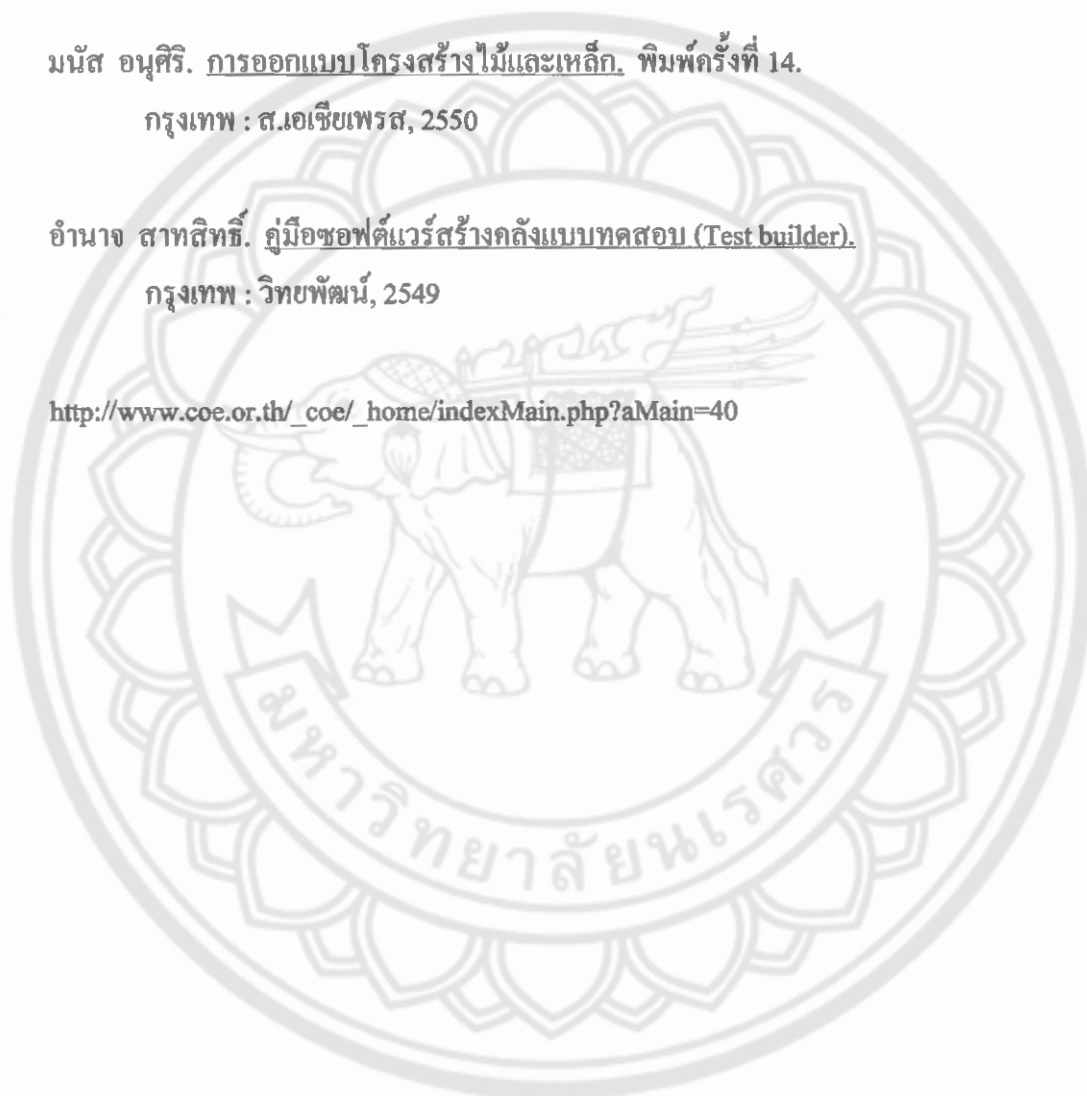 มนัส อนุศิริ. การออกแบบโครงสร้างไม้และเหล็ก. พิมพ์ครั้งที่ 14.
กรุงเทพ : ส.เอเชียเพรส, 2550
อำนาจ สาทสิทธิ์. คู่มือซอฟต์แวร์สร้างคลังแบบทดสอบ (Test builder).
กรุงเทพ : วิทยพัฒน์, 2549
http://www.coe.or.th/_coe/_home/indexMain.php?aMain=40
มหาวิทยาลัยนเรศวร